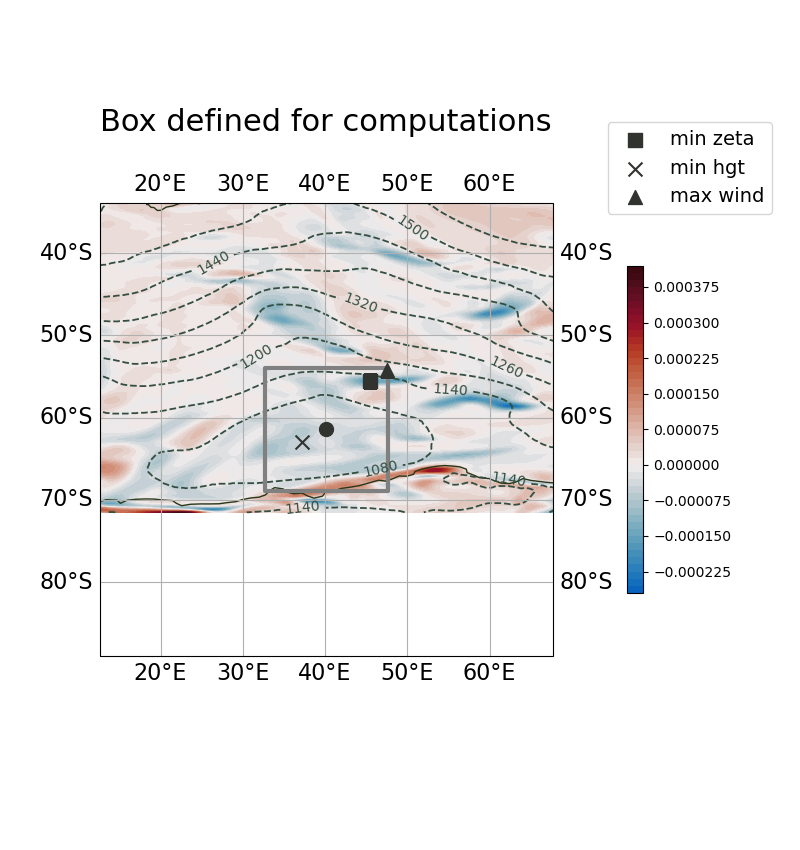 Box defined for computations
min zeta
min hgt
max wind
20°E 30°E 40°E 50°E 60°E
1500
40°S 40°S
1440
0.000375
1320
0.000300
50°S 50°S
1200
1260
0.000225
1140
0.000150
60°S 60°S
0.000075
1080
0.000000
1140
70°S 70°S
1140
−0.000075
−0.000150
−0.000225
80°S 80°S
20°E 30°E 40°E 50°E 60°E